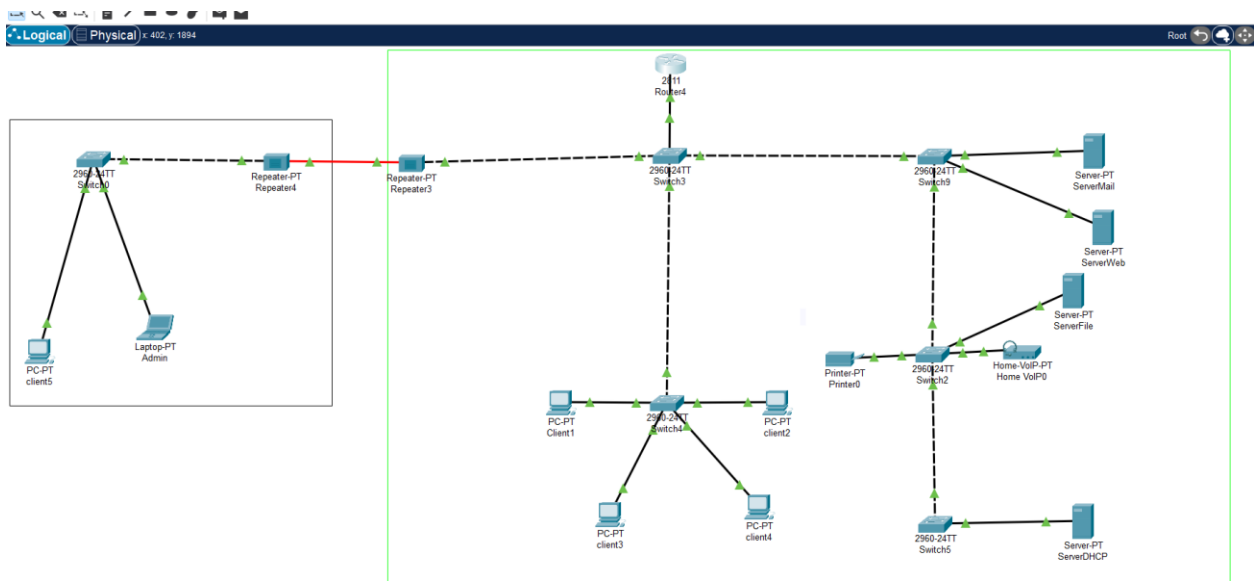 Logical
Physical
x: 402, y: 1894
Root
2811
Router4
2960-24TT
Switch0
Repeater-PT
Repeater4
Repeater-PT
Repeater3
2960-24TT
Switch3
2960-24TT
Switch9
Server-PT
ServerMail
Server-PT
ServerWeb
Server-PT
ServerFile
PC-PT
client5
Laptop-PT
Admin
Printer-PT
Printer0
2960-24TT
Switch2
Home-VoIP-PT
Home VoIP0
PC-PT
Client1
2960-24TT
Switch4
PC-PT
client2
PC-PT
client3
PC-PT
client4
2960-24TT
Switch5
Server-PT
ServerDHCP